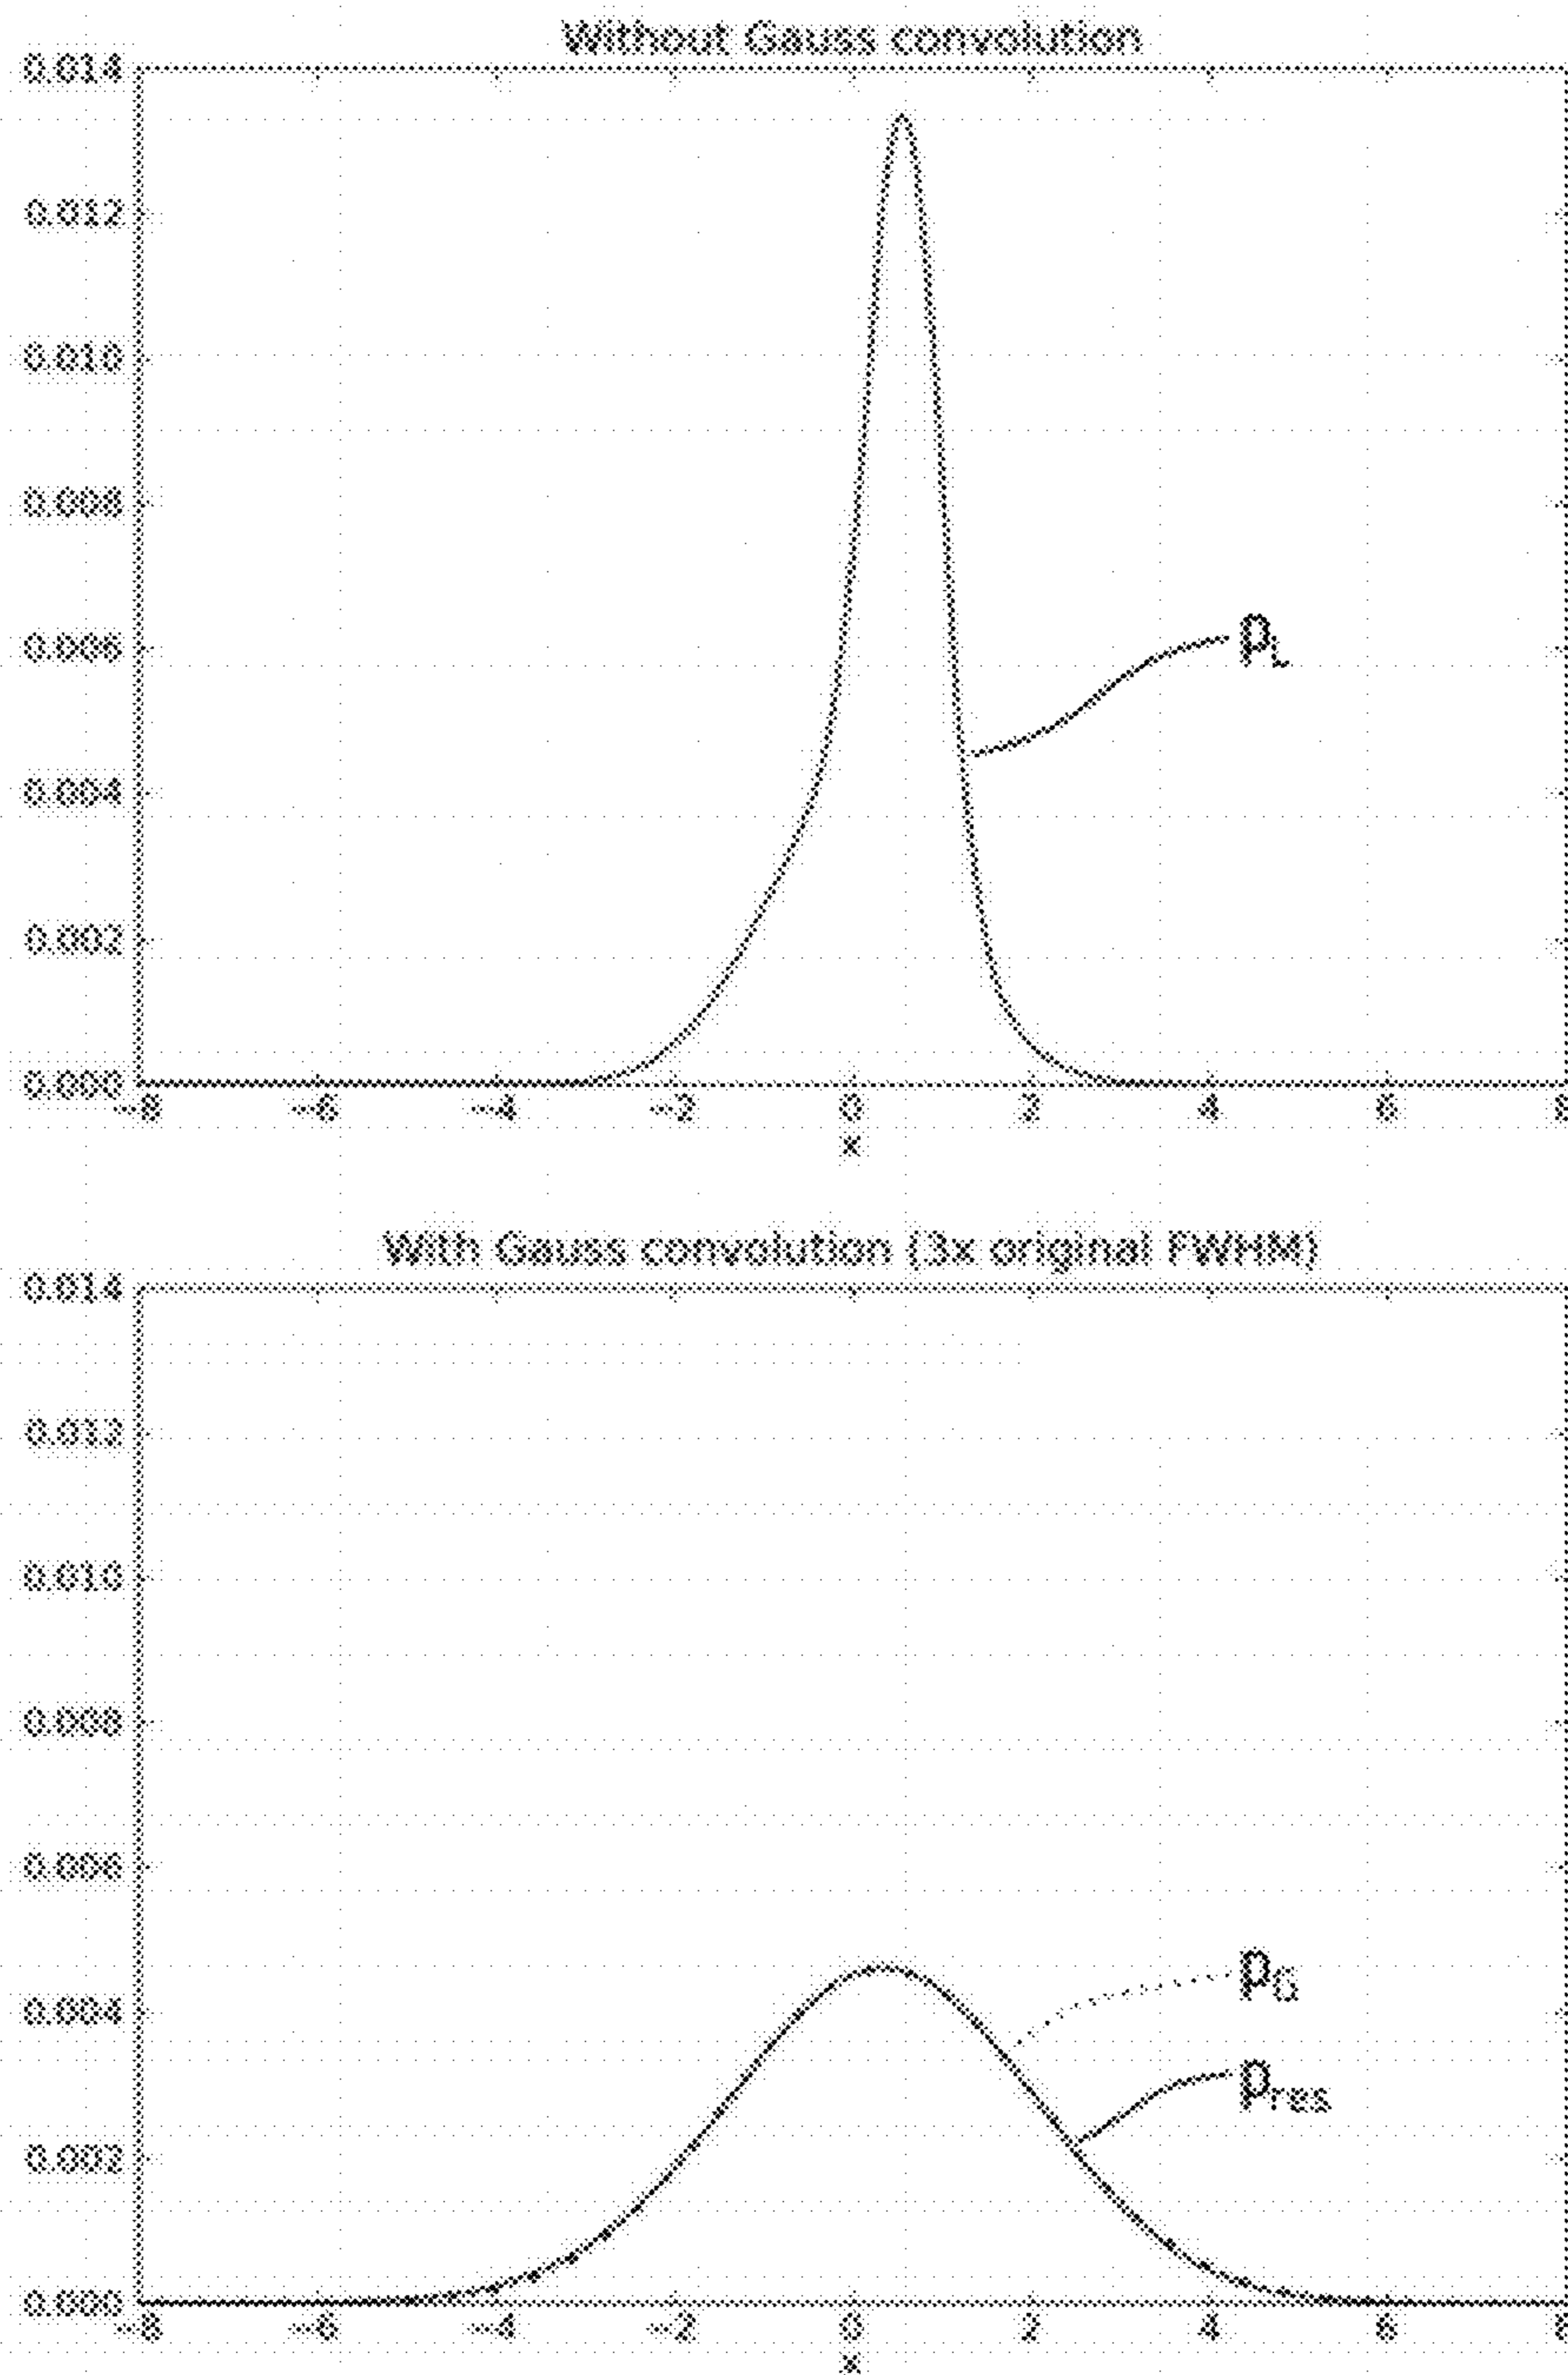 Without Gauss convolution
0.014
0.012
0.010
0.008
0.006
0.004
0.002
0.000
pL
-8 -6 -4 -2 0 2 4 6 8
x
With Gauss convolution (3x original FWHM)
0.014
0.012
0.010
0.008
0.006
0.004
0.002
0.000
pG
pres
-8 -6 -4 -2 0 2 4 6 8
x